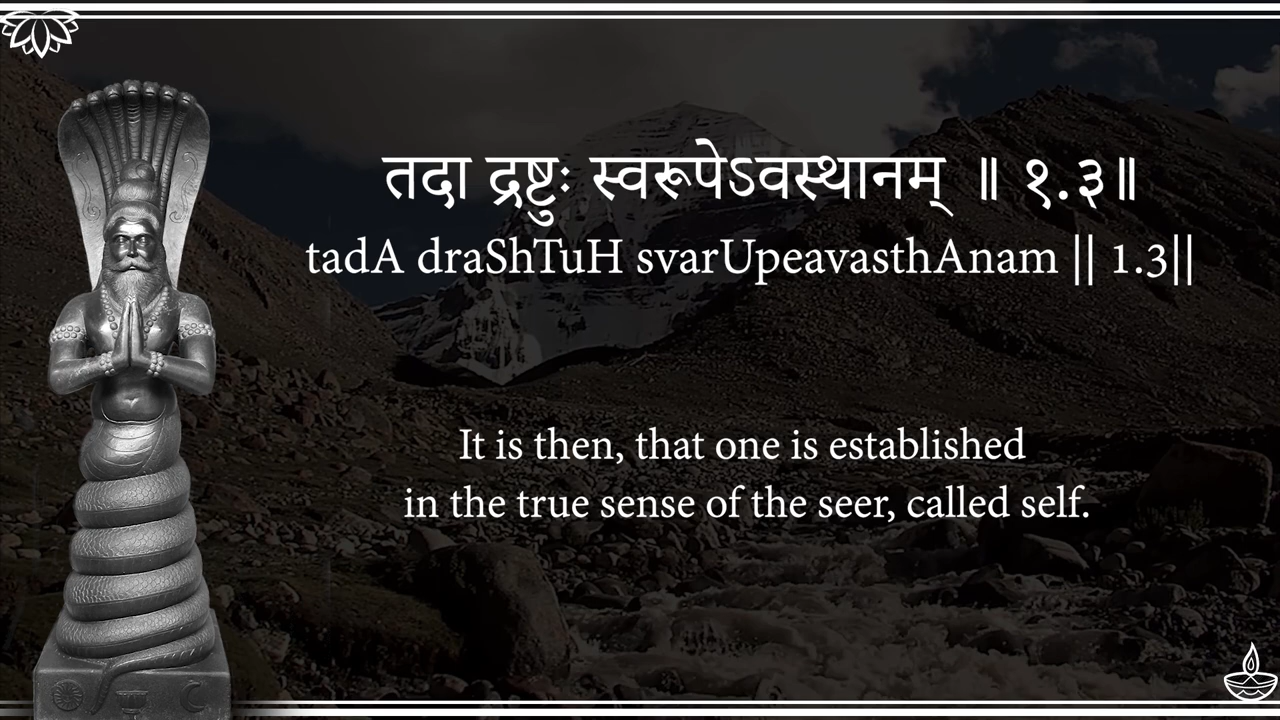 तदा द्रष्टुः स्वरूपेऽवस्थानम् ॥ १.३॥
tadA draShTuH svarUpeavasthAnam || 1.3||
It is then, that one is established
in the true sense of the seer, called self.